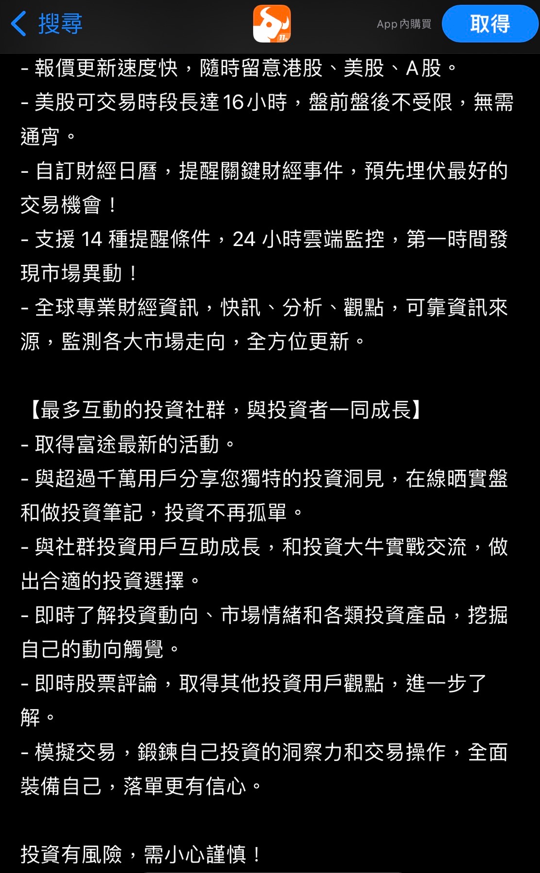 搜尋
App內購買
取得
- 報價更新速度快，隨時留意港股、美股、A股。
- 美股可交易時段長達16小時，盤前盤後不受限，無需
通宵。
- 自訂財經日曆，提醒關鍵財經事件，預先埋伏最好的
交易機會！
- 支援 14 種提醒條件，24 小時雲端監控，第一時間發
現市場異動！
- 全球專業財經資訊，快訊、分析、觀點，可靠資訊來
源，監測各大市場走向，全方位更新。
【最多互動的投資社群，與投資者一同成長】
- 取得富途最新的活動。
- 與超過千萬用戶分享您獨特的投資洞見，在線晒實盤
和做投資筆記，投資不再孤單。
- 與社群投資用戶互助成長，和投資大牛實戰交流，做
出合適的投資選擇。
- 即時了解投資動向、市場情緒和各類投資產品，挖掘
自己的動向觸覺。
- 即時股票評論，取得其他投資用戶觀點，進一步了
解。
- 模擬交易，鍛鍊自己投資的洞察力和交易操作，全面
裝備自己，落單更有信心。
投資有風險，需小心謹慎！